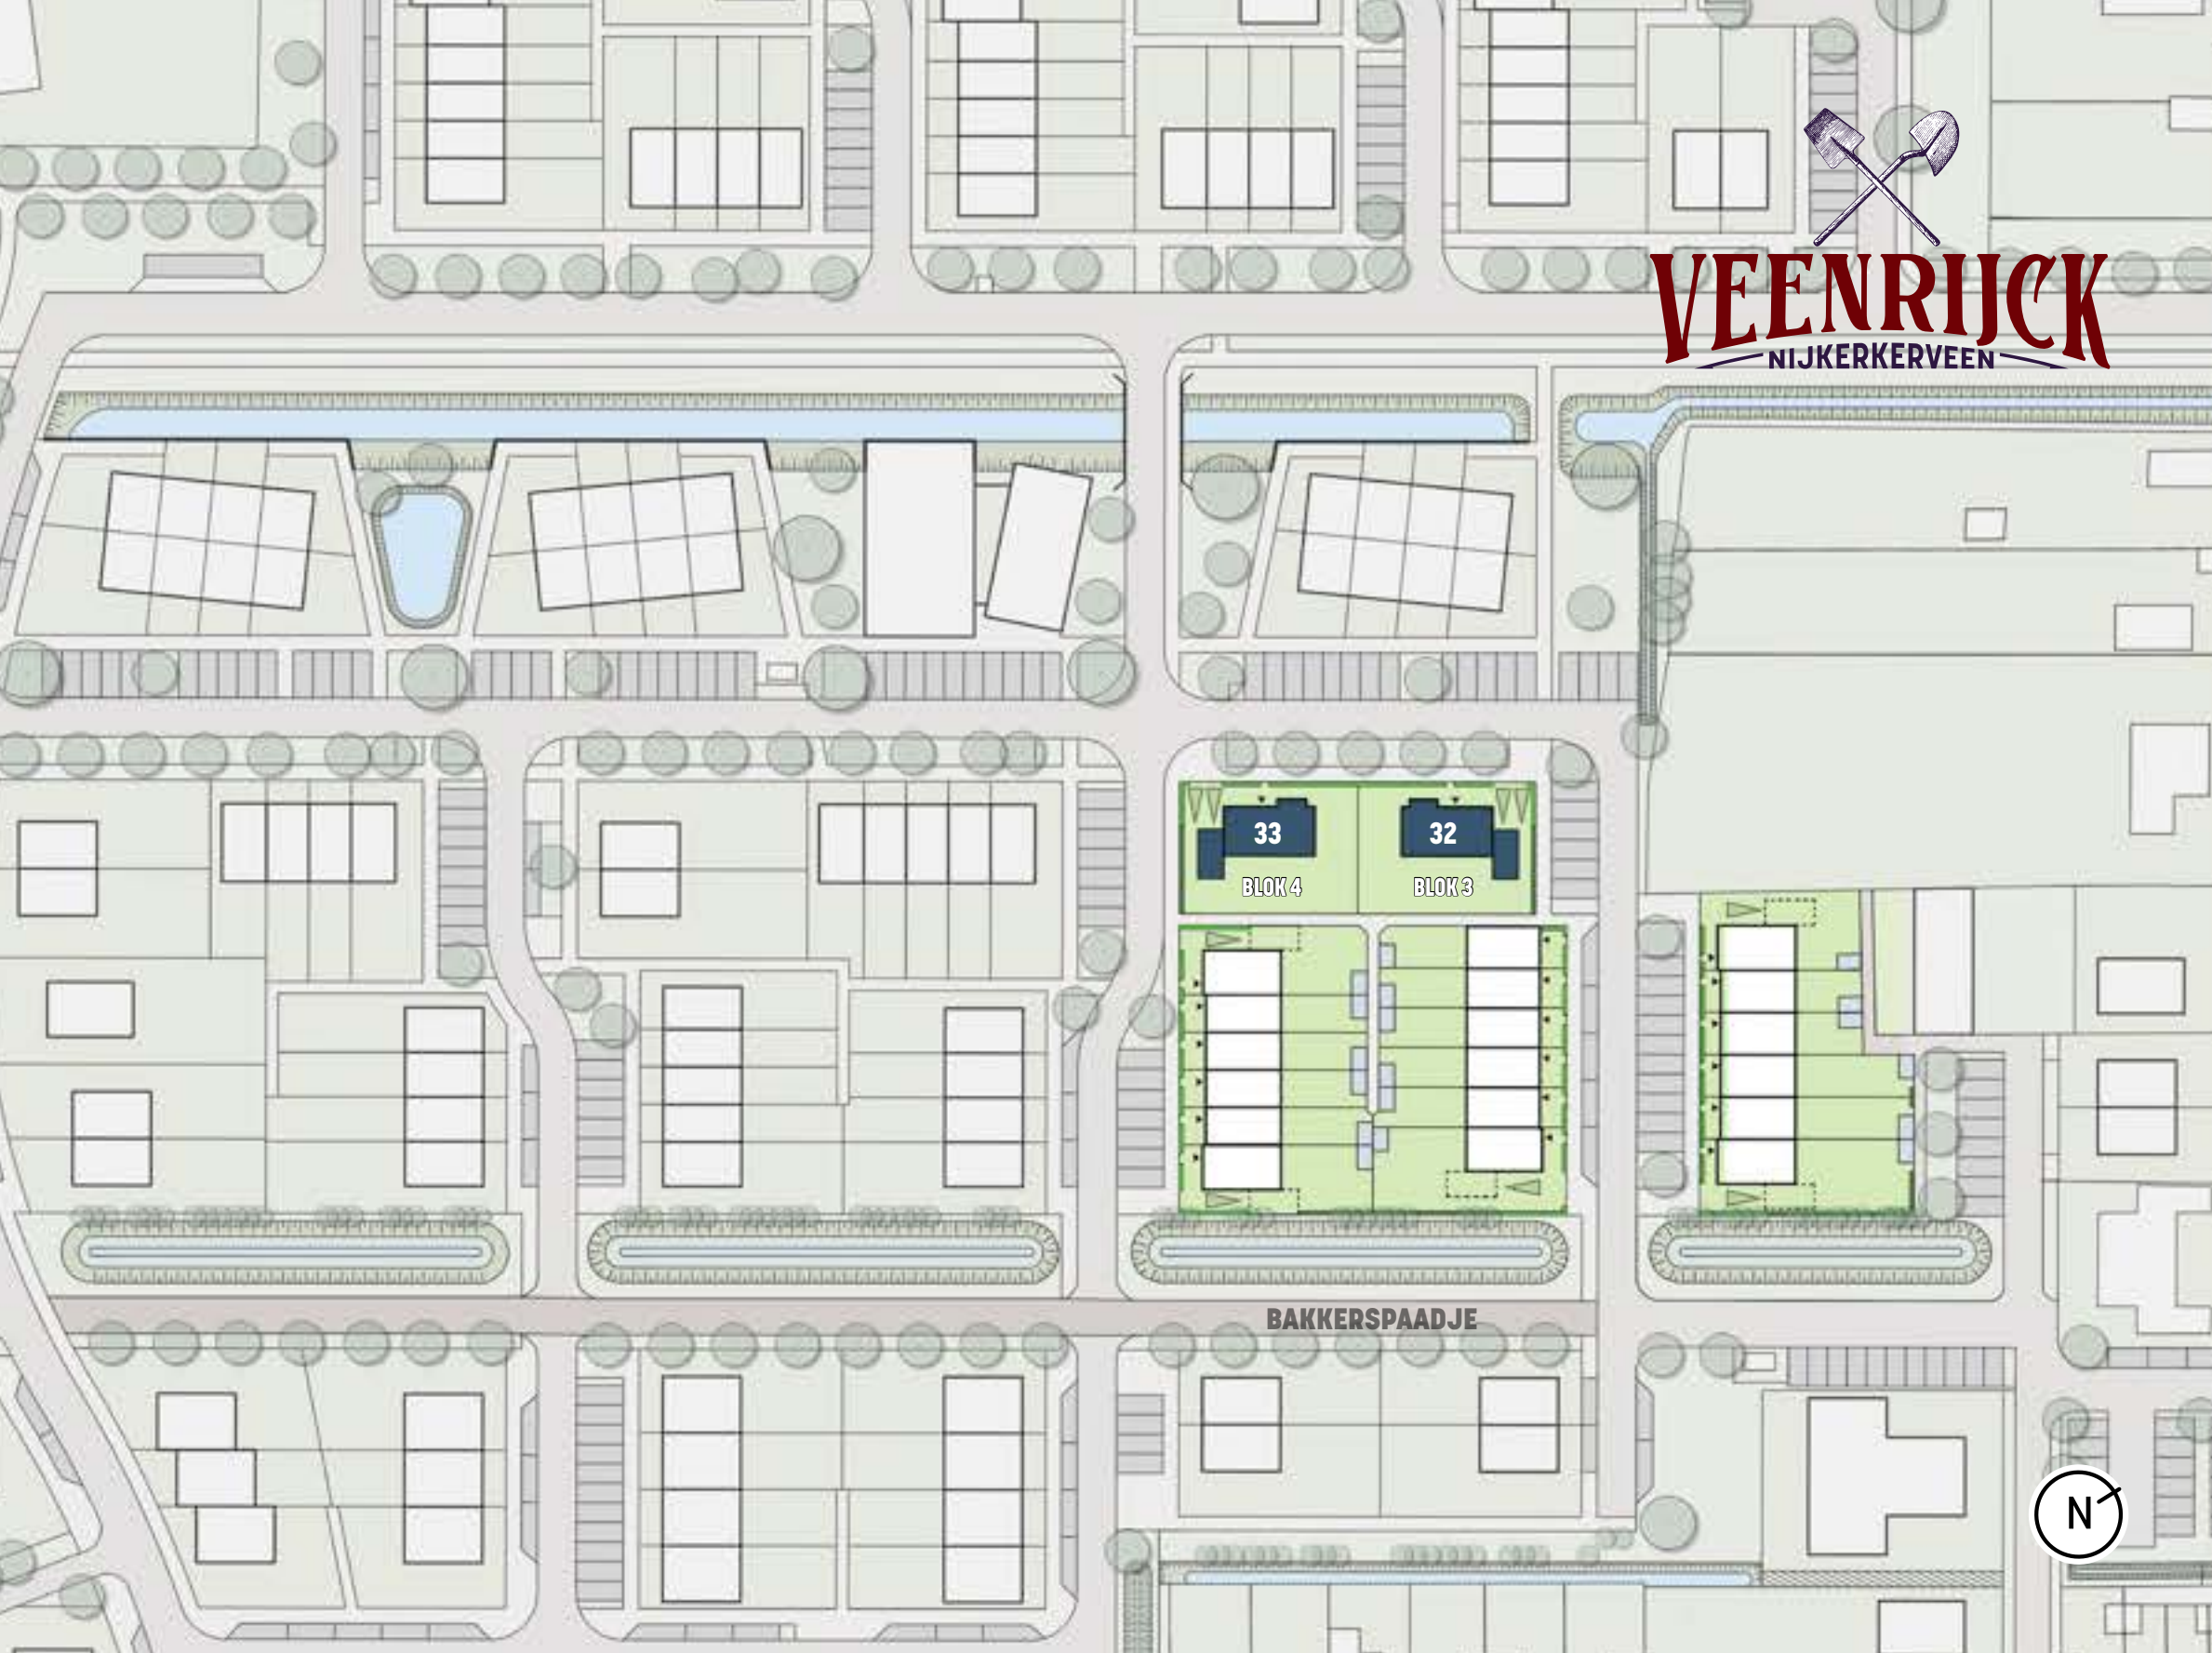 VEENRIJCK
NIJKERKERVEEN
33
32
BLOK 4
BLOK 3
BAKKERSPAADJE
N